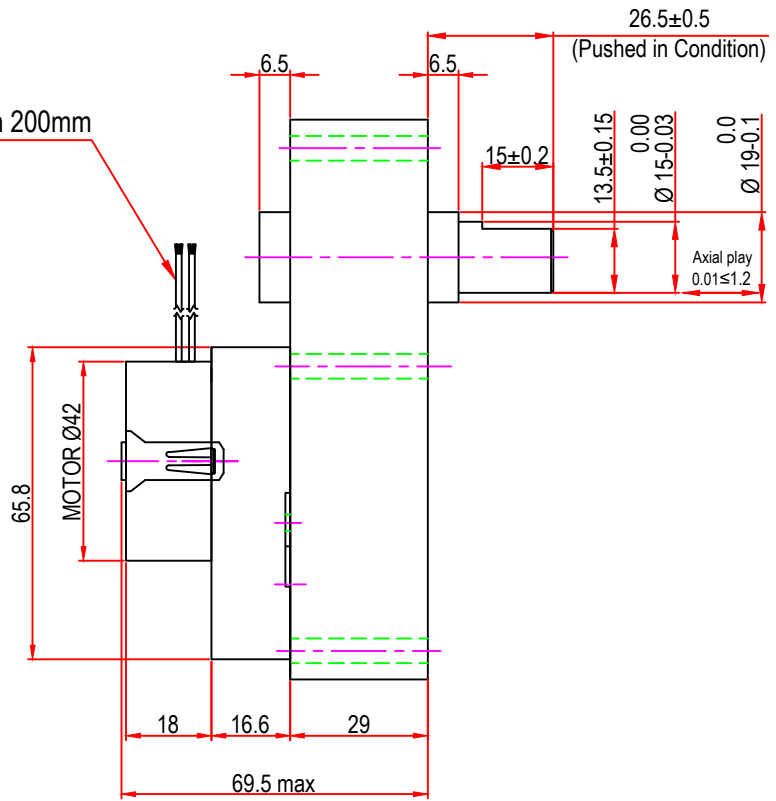 26.5±0.5
(Pushed in Condition)
6.5
6.5
200mm
15±0.2
13.5±0.15
0.00
Ø 15-0.03
0.0
Ø 19-0.1
Axial play
0.01≤1.2
MOTOR Ø42
65.8
18
16.6
29
69.5 max